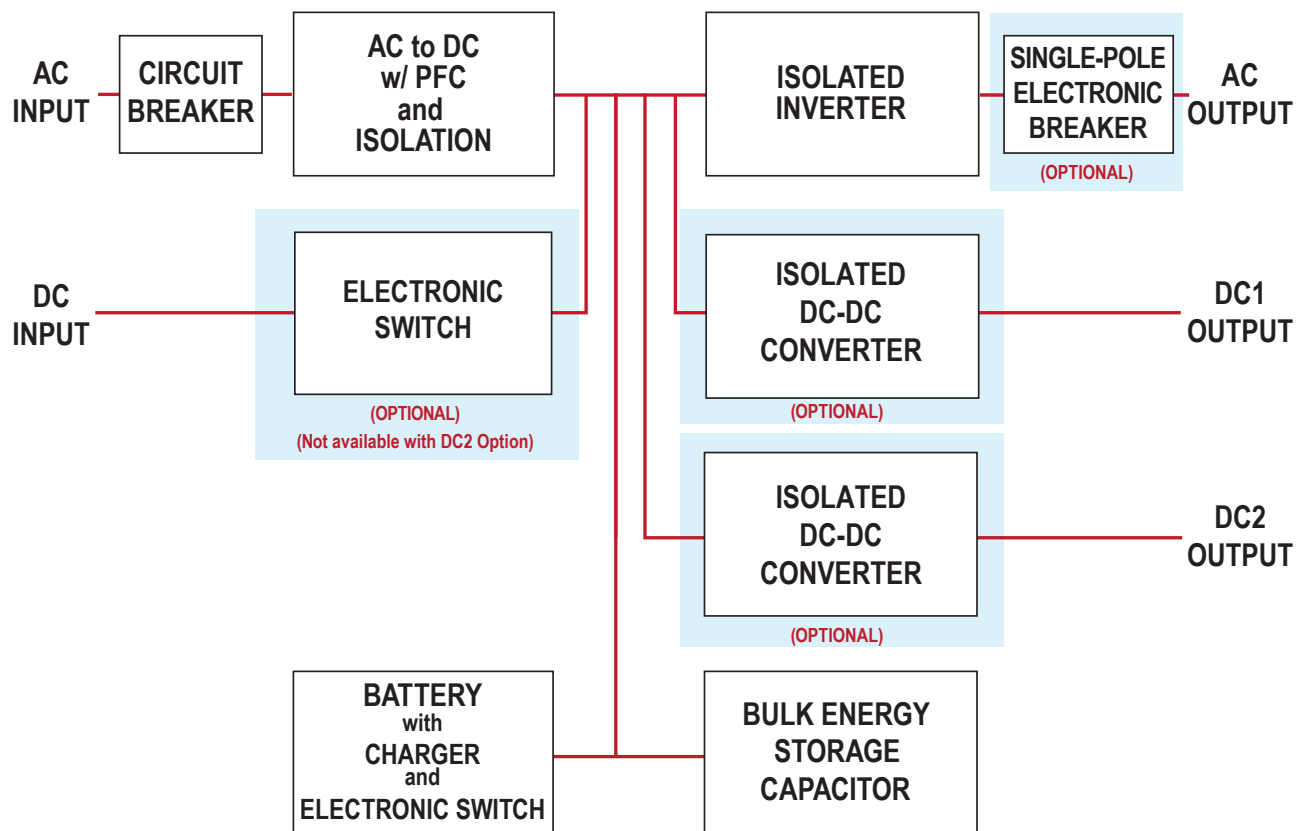 AC
INPUT
CIRCUIT
BREAKER
AC to DC
w/ PFC
and
ISOLATION
ISOLATED
INVERTER
SINGLE-POLE
ELECTRONIC
BREAKER
(OPTIONAL)
AC
OUTPUT
DC
INPUT
ELECTRONIC
SWITCH
(OPTIONAL)
(Not available with DC2 Option)
ISOLATED
DC-DC
CONVERTER
(OPTIONAL)
DC1
OUTPUT
ISOLATED
DC-DC
CONVERTER
(OPTIONAL)
DC2
OUTPUT
BATTERY
with
CHARGER
and
ELECTRONIC SWITCH
BULK ENERGY
STORAGE
CAPACITOR